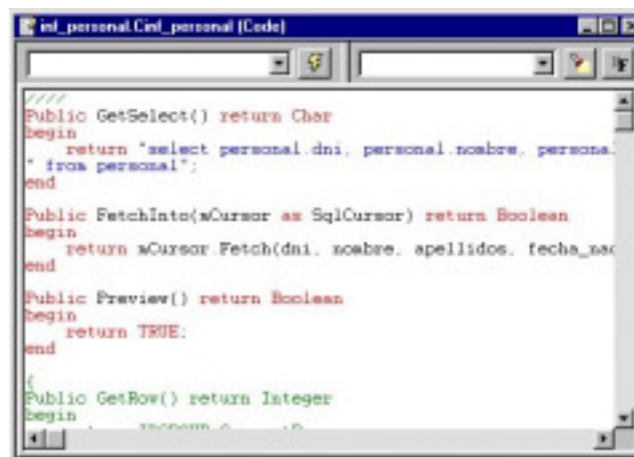 inf_personal.Cinf_personal (Code)
////
Public GetSelect() return Char
begin
return "select personal.dni, personal.nombre, persona
" from personal";
end
Public FetchInto(mCursor as SqlCursor) return Boolean
begin
return mCursor.Fetch(dni, nombre, apellidos, fecha_nac
end
Public Preview() return Boolean
begin
return TRUE;
end
{
Public GetRow() return Integer
begin